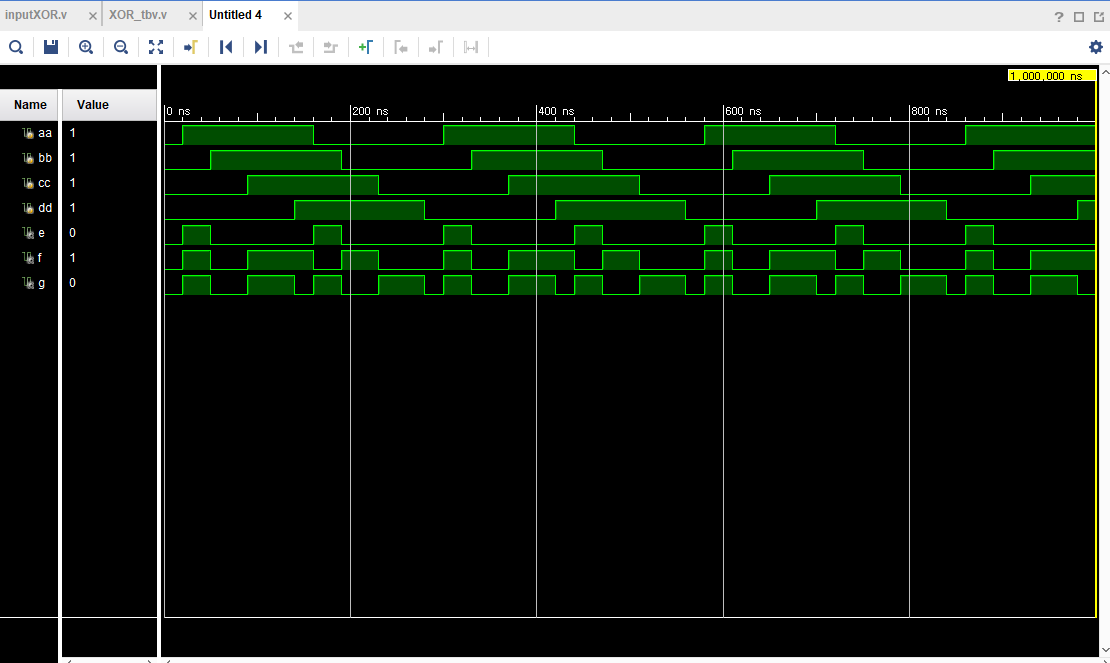 inputXOR.v XOR_tbv.v Untitled 4
1,000,000 ns
Name Value
0 ns 200 ns 400 ns 600 ns 800 ns
aa 1
bb 1
cc 1
dd 1
e 0
f 1
g 0